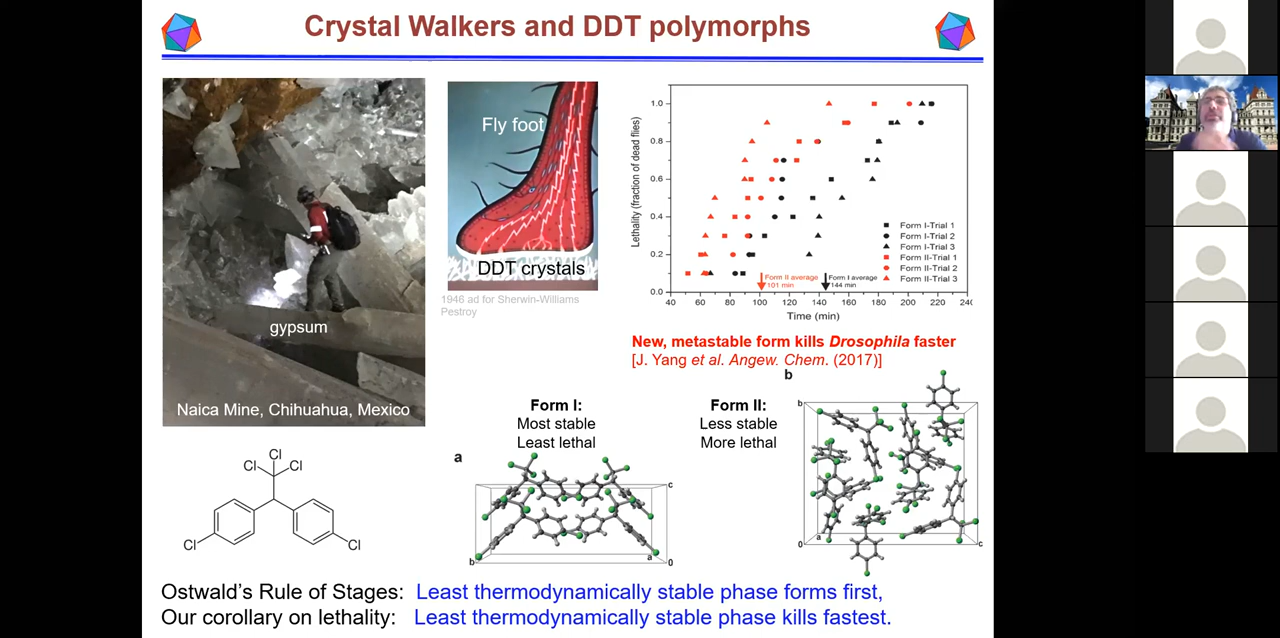 Crystal Walkers and DDT polymorphs
gypsum
Naica Mine, Chihuahua, Mexico
Fly foot
DDT crystals
1946 ad for Sherwin-Williams
Pestroy
Lethality (fraction of dead flies)
1.0
0.8
0.6
0.4
0.2
0.0
40 60 80 100 120 140 160 180 200 220 24
Time (min)
Form I-Trial 1
Form I-Trial 2
Form I-Trial 3
Form II-Trial 1
Form II-Trial 2
Form II-Trial 3
Form II average
101 min
Form I average
144 min
New, metastable form kills Drosophila faster
[J. Yang et al. Angew. Chem. (2017)]
Form I:
Most stable
Least lethal
Form II:
Less stable
More lethal
a
c
b
a
0
b
b
0
a
c
Cl
Cl Cl
Cl Cl
Ostwald's Rule of Stages: Least thermodynamically stable phase forms first,
Our corollary on lethality: Least thermodynamically stable phase kills fastest.